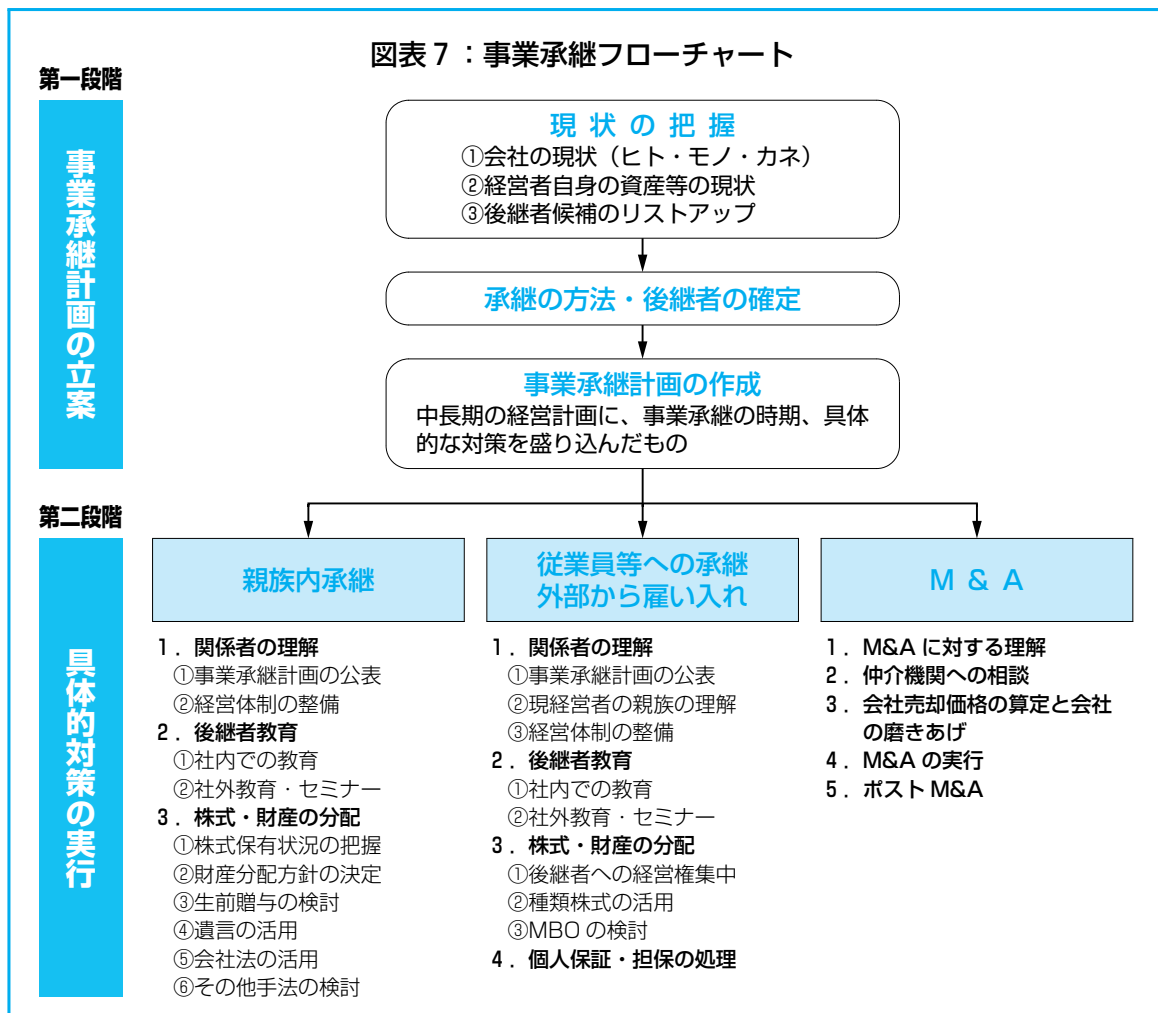 図表7：事業承継フローチャート
第一段階
事業承継計画の立案
現状の把握
①会社の現状（ヒト・モノ・カネ）
②経営者自身の資産等の現状
③後継者候補のリストアップ
承継の方法・後継者の確定
事業承継計画の作成
中長期の経営計画に、事業承継の時期、具体
的な対策を盛り込んだもの
第二段階
具体的対策の実行
親族内承継
1．関係者の理解
①事業承継計画の公表
②経営体制の整備
2．後継者教育
①社内での教育
②社外教育・セミナー
3．株式・財産の分配
①株式保有状況の把握
②財産分配方針の決定
③生前贈与の検討
④遺言の活用
⑤会社法の活用
⑥その他手法の検討
従業員等への承継
外部から雇い入れ
1．関係者の理解
①事業承継計画の公表
②現経営者の親族の理解
③経営体制の整備
2．後継者教育
①社内での教育
②社外教育・セミナー
3．株式・財産の分配
①後継者への経営権集中
②種類株式の活用
③MBOの検討
4．個人保証・担保の処理
M & A
1．M&Aに対する理解
2．仲介機関への相談
3．会社売却価格の算定と会社
の磨きあげ
4．M&Aの実行
5．ポストM&A